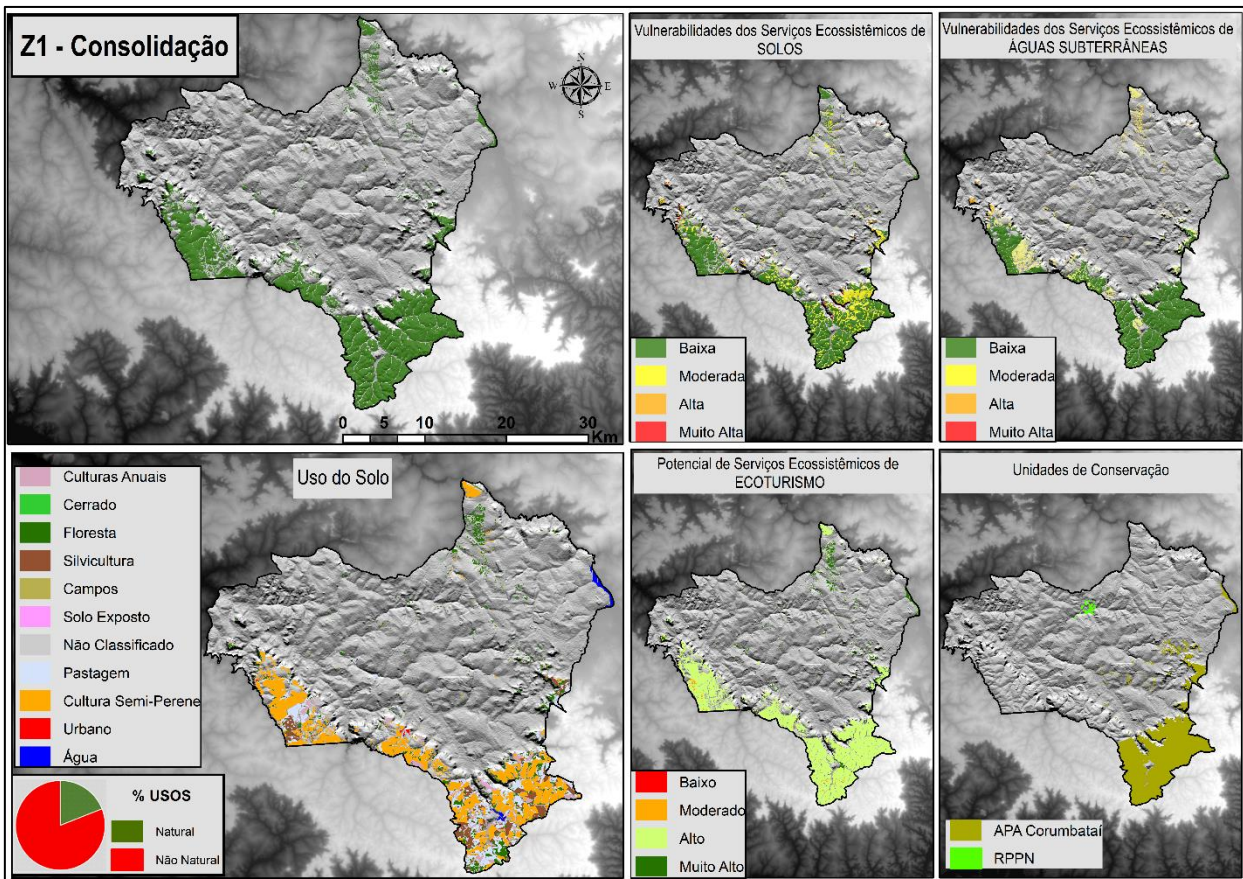 Z1 - Consolidação
N
W E
S
0 5 10 20 30
Km
Vulnerabilidades dos Serviços Ecossistêmicos de
SOLOS
Baixa
Moderada
Alta
Muito Alta
Vulnerabilidades dos Serviços Ecossistêmicos de
ÁGUAS SUBTERRÂNEAS
Baixa
Moderada
Alta
Muito Alta
Uso do Solo
Culturas Anuais
Cerrado
Floresta
Silvicultura
Campos
Solo Exposto
Não Classificado
Pastagem
Cultura Semi-Perene
Urbano
Água
% USOS
Natural
Não Natural
Potencial de Serviços Ecossistêmicos de
ECOTURISMO
Baixo
Moderado
Alto
Muito Alto
Unidades de Conservação
APA Corumbataí
RPPN